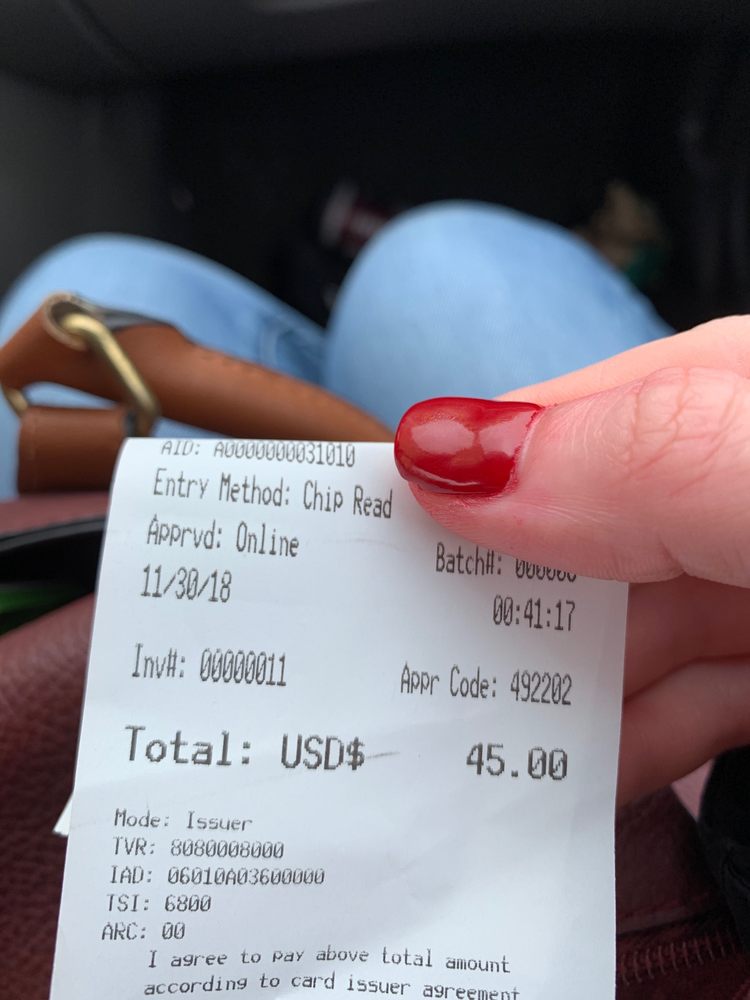 AID: A0000000031010
Entry Method: Chip Read
Apprvd: Online
Batch#:
11/30/18 00:41:17
Inv#: 00000011 Appr Code: 492202
Total: USD$ 45.00
Mode: Issuer
TVR: 8080008000
IAD: 06010A03600000
TSI: 6800
ARC: 00
I agree to pay above total amount
according to card issuer agreement